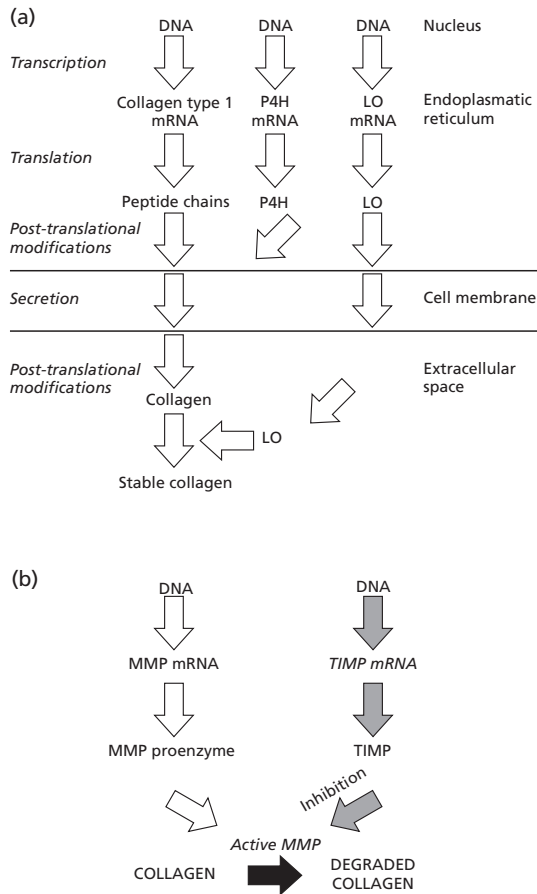 (a)
DNA DNA DNA Nucleus
Transcription
Collagen type 1 mRNA P4H mRNA LO mRNA Endoplasmatic reticulum
Translation
Peptide chains P4H LO
Post-translational modifications
Secretion Cell membrane
Post-translational modifications Extracellular space
Collagen
LO
Stable collagen
(b)
DNA DNA
MMP mRNA TIMP mRNA
MMP proenzyme TIMP
Inhibition
Active MMP
COLLAGEN DEGRADED COLLAGEN